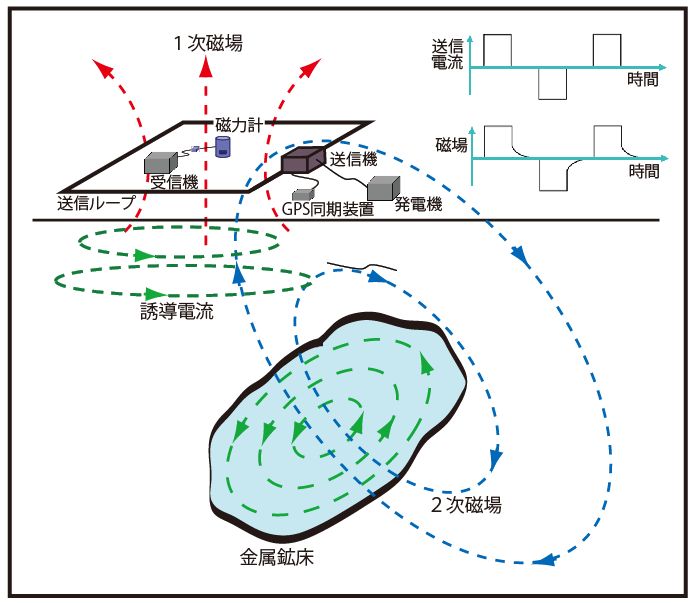 1次磁場
送信
電流
時間
磁力計
磁場
時間
送信機
受信機
送信ループ
GPS同期装置
発電機
誘導電流
2次磁場
金属鉱床